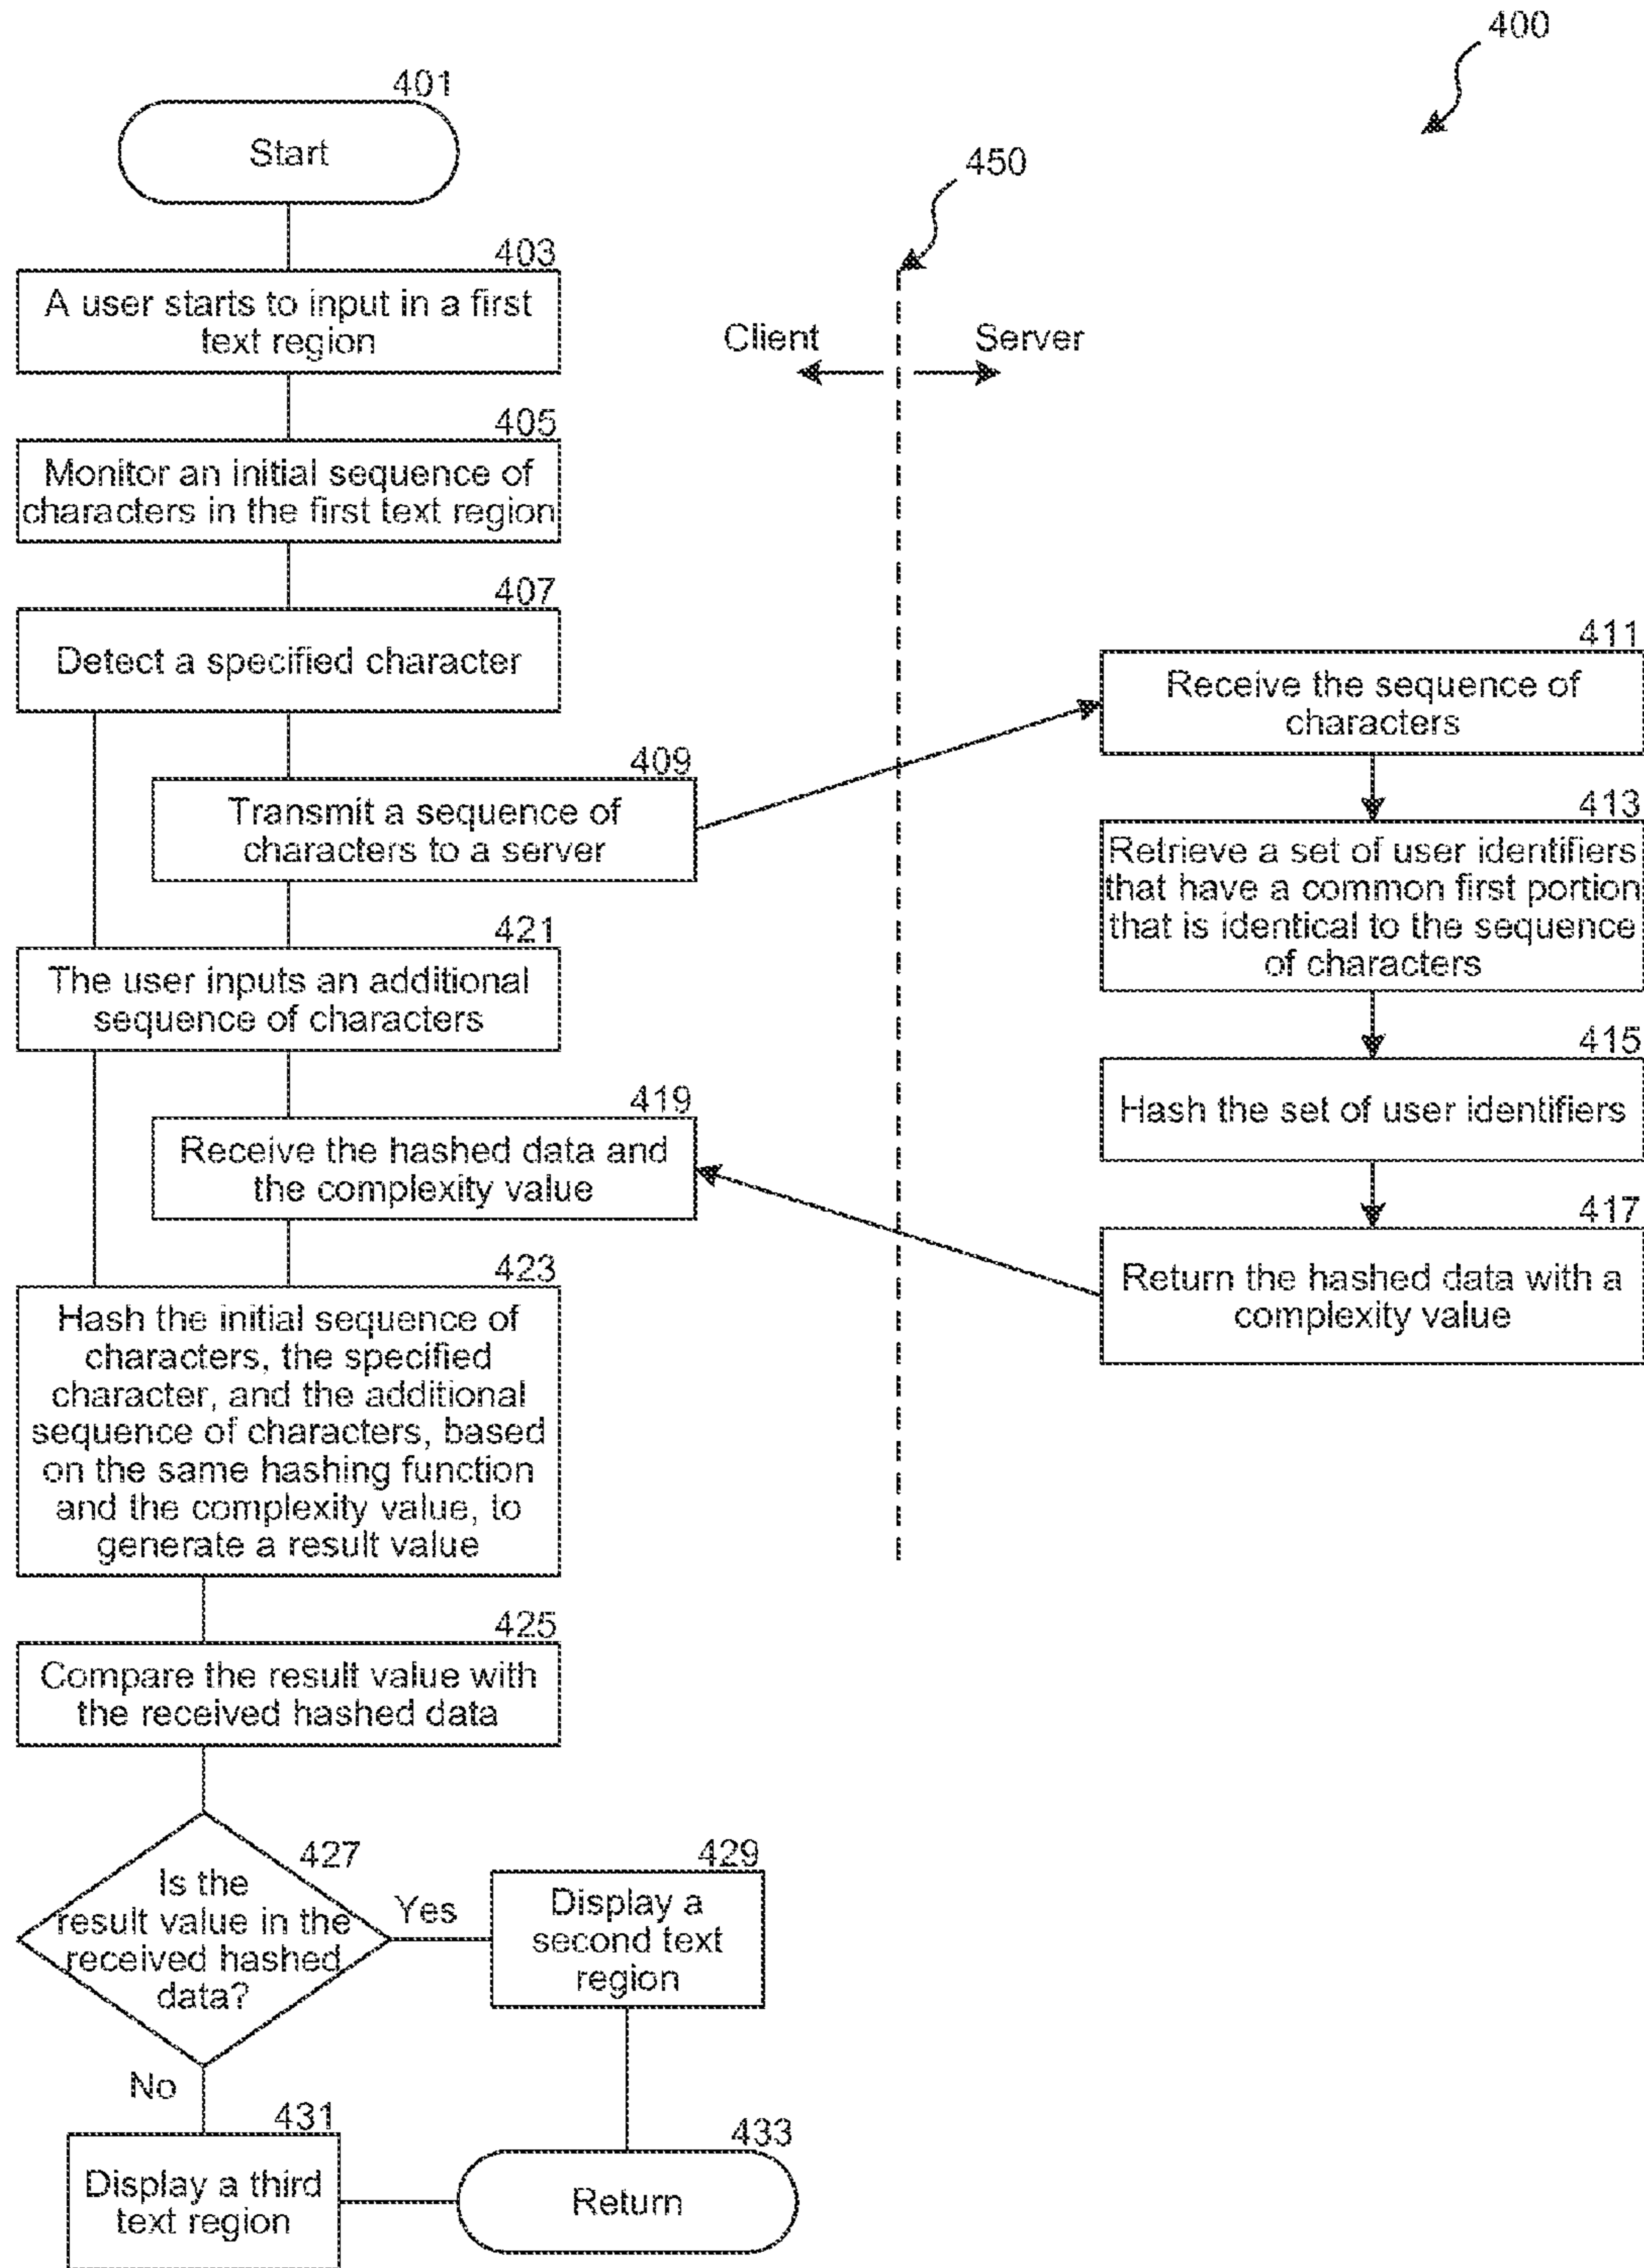 400
401
Start
450
403
A user starts to input in a first
text region
Client
Server
405
Monitor an initial sequence of
characters in the first text region
407
Detect a specified character
411
Receive the sequence of
characters
409
Transmit a sequence of
characters to a server
413
Retrieve a set of user identifiers
that have a common first portion
that is identical to the sequence
of characters
421
The user inputs an additional
sequence of characters
415
Hash the set of user identifiers
419
Receive the hashed data and
the complexity value
417
Return the hashed data with a
complexity value
423
Hash the initial sequence of
characters, the specified
character, and the additional
sequence of characters, based
on the same hashing function
and the complexity value, to
generate a result value
425
Compare the result value with
the received hashed data
427
Is the
result value in the
received hashed
data?
Yes
429
Display a
second text
region
No
431
Display a third
text region
433
Return